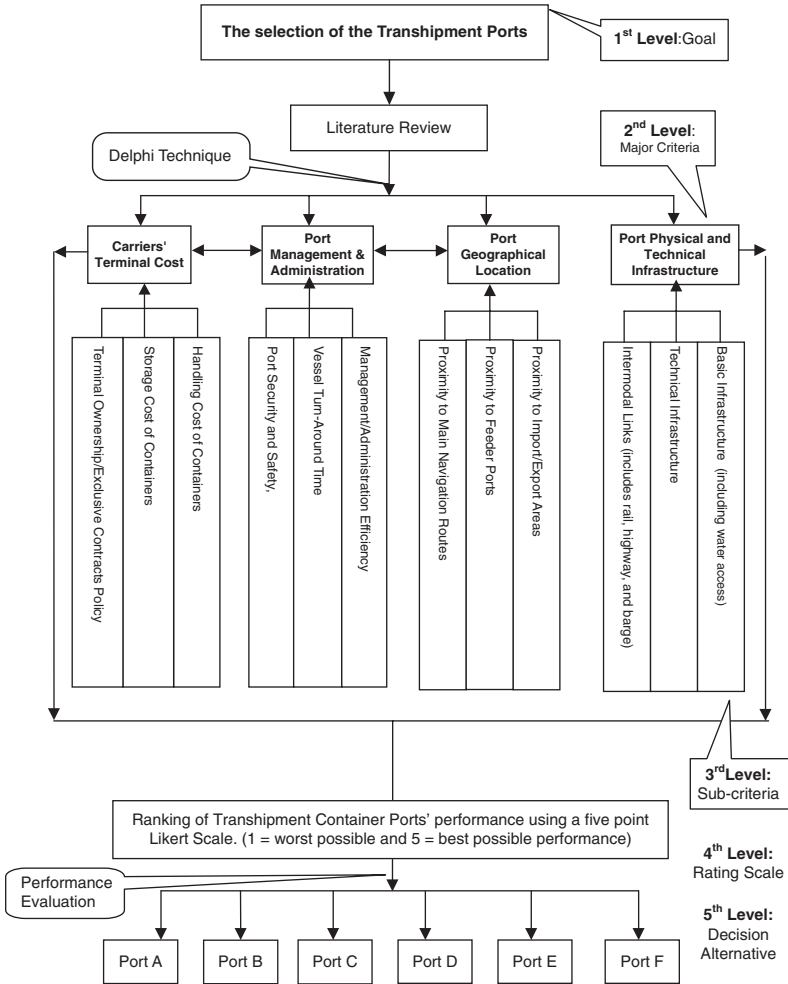 The selection of the Transhipment Ports
1st Level:Goal
Literature Review
2nd Level:
Major Criteria
Delphi Technique
Carriers'
Terminal Cost
Port
Management &
Administration
Port
Geographical
Location
Port Physical and
Technical
Infrastructure
Terminal Ownership/Exclusive Contracts Policy
Storage Cost of Containers
Handling Cost of Containers
Port Security and Safety,
Vessel Turn-Around Time
Management/Administration Efficiency
Proximity to Main Navigation Routes
Proximity to Feeder Ports
Proximity to Import/Export Areas
Intermodal Links (includes rail, highway, and barge)
Technical Infrastructure
Basic Infrastructure (including water access)
3rd Level:
Sub-criteria
Ranking of Transhipment Container Ports' performance using a five point
Likert Scale. (1 = worst possible and 5 = best possible performance)
4th Level:
Rating Scale
Performance
Evaluation
5th Level:
Decision
Alternative
Port A
Port B
Port C
Port D
Port E
Port F